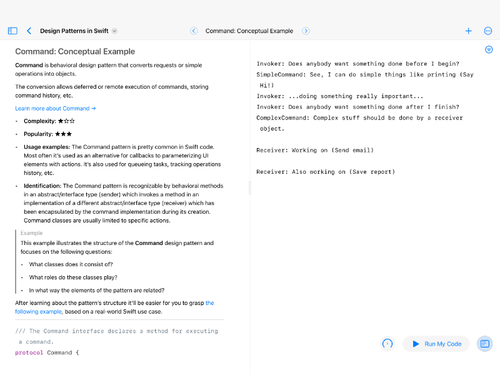 Design Patterns in Swift
Command: Conceptual Example
Command: Conceptual Example
Command is behavioral design pattern that converts requests or simple
operations into objects.
The conversion allows deferred or remote execution of commands, storing
command history, etc.
Learn more about Command →
• Complexity: ★☆☆
• Popularity: ★★★
• Usage examples: The Command pattern is pretty common in Swift code.
Most often it's used as an alternative for callbacks to parameterizing UI
elements with actions. It's also used for queueing tasks, tracking operations
history, etc.
• Identification: The Command pattern is recognizable by behavioral methods
in an abstract/interface type (sender) which invokes a method in an
implementation of a different abstract/interface type (receiver) which has
been encapsulated by the command implementation during its creation.
Command classes are usually limited to specific actions.
Example
This example illustrates the structure of the Command design pattern and
focuses on the following questions:
• What classes does it consist of?
• What roles do these classes play?
• In what way the elements of the pattern are related?
After learning about the pattern's structure it'll be easier for you to grasp the
following example, based on a real-world Swift use case.
/// The Command interface declares a method for executing
a command.
protocol Command {
Invoker: Does anybody want something done before I begin?
SimpleCommand: See, I can do simple things like printing (Say
Hi!)
Invoker: ...doing something really important...
Invoker: Does anybody want something done after I finish?
ComplexCommand: Complex stuff should be done by a receiver
object.
Receiver: Working on (Send email)
Receiver: Also working on (Save report)
Run My Code